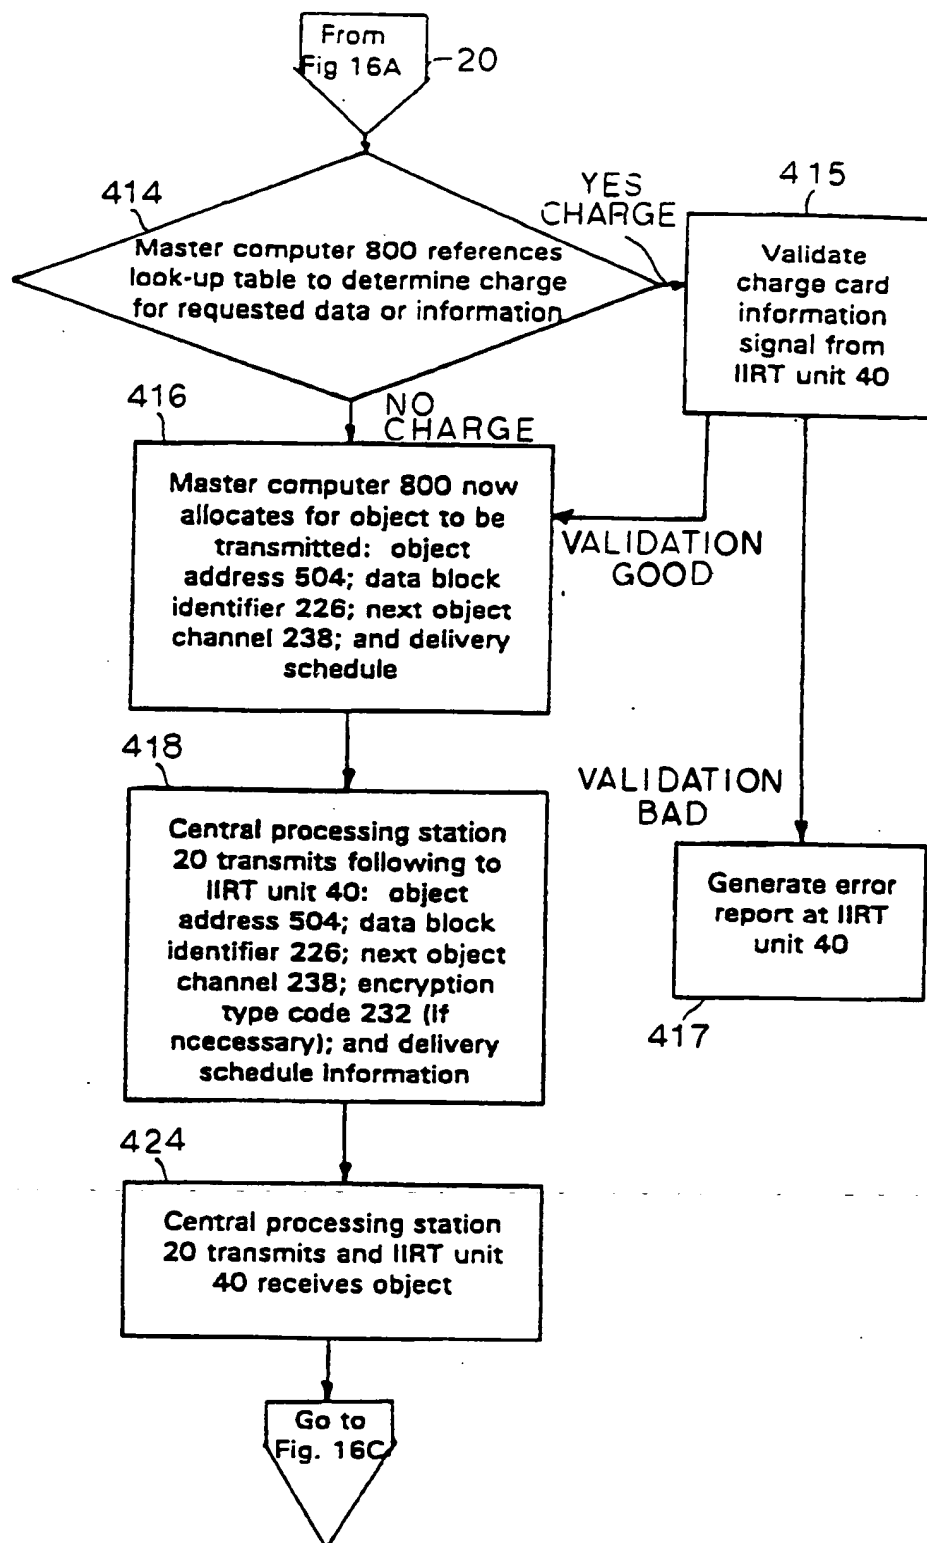 From
Fig 16A
20
414
Master computer 800 references
look-up table to determine charge
for requested data or information
YES
CHARGE
415
Validate
charge card
information
signal from
IIRT unit 40
NO
CHARGE
416
Master computer 800 now
allocates for object to be
transmitted: object
address 504; data block
identifier 226; next object
channel 238; and delivery
schedule
VALIDATION
GOOD
418
Central processing station
20 transmits following to
IIRT unit 40: object
address 504; data block
identifier 226; next object
channel 238; encryption
type code 232 (if
ncecessary); and delivery
schedule information
VALIDATION
BAD
Generate error
report at IIRT
unit 40
417
424
Central processing station
20 transmits and IIRT unit
40 receives object
Go to
Fig. 16C